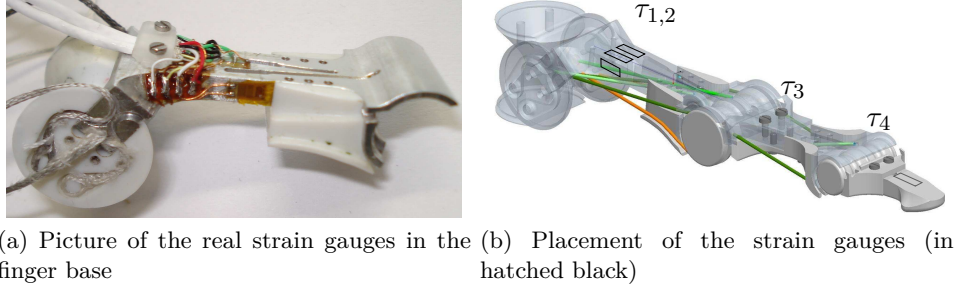 τ1,2
τ3
τ4
(a) Picture of the real strain gauges in the
finger base
(b) Placement of the strain gauges (in
hatched black)